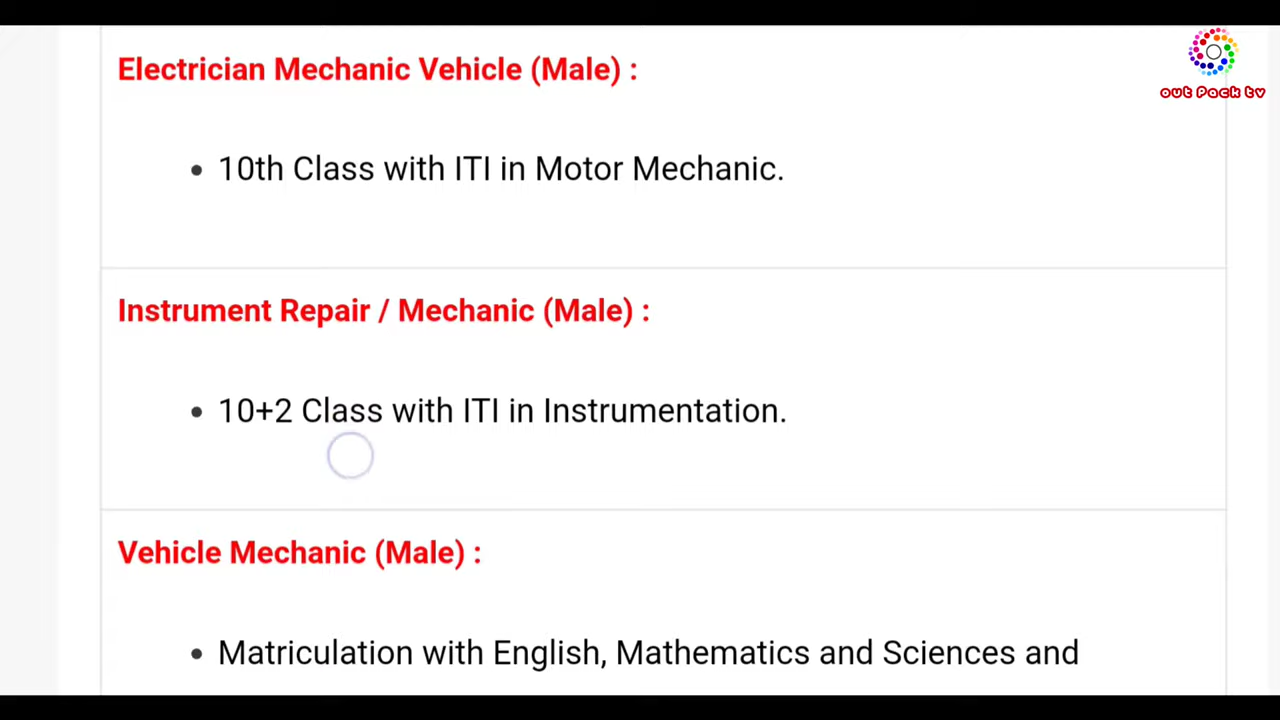 Electrician Mechanic Vehicle (Male) :
out Pack tv
• 10th Class with ITI in Motor Mechanic.
Instrument Repair / Mechanic (Male) :
• 10+2 Class with ITI in Instrumentation.
Vehicle Mechanic (Male) :
• Matriculation with English, Mathematics and Sciences and